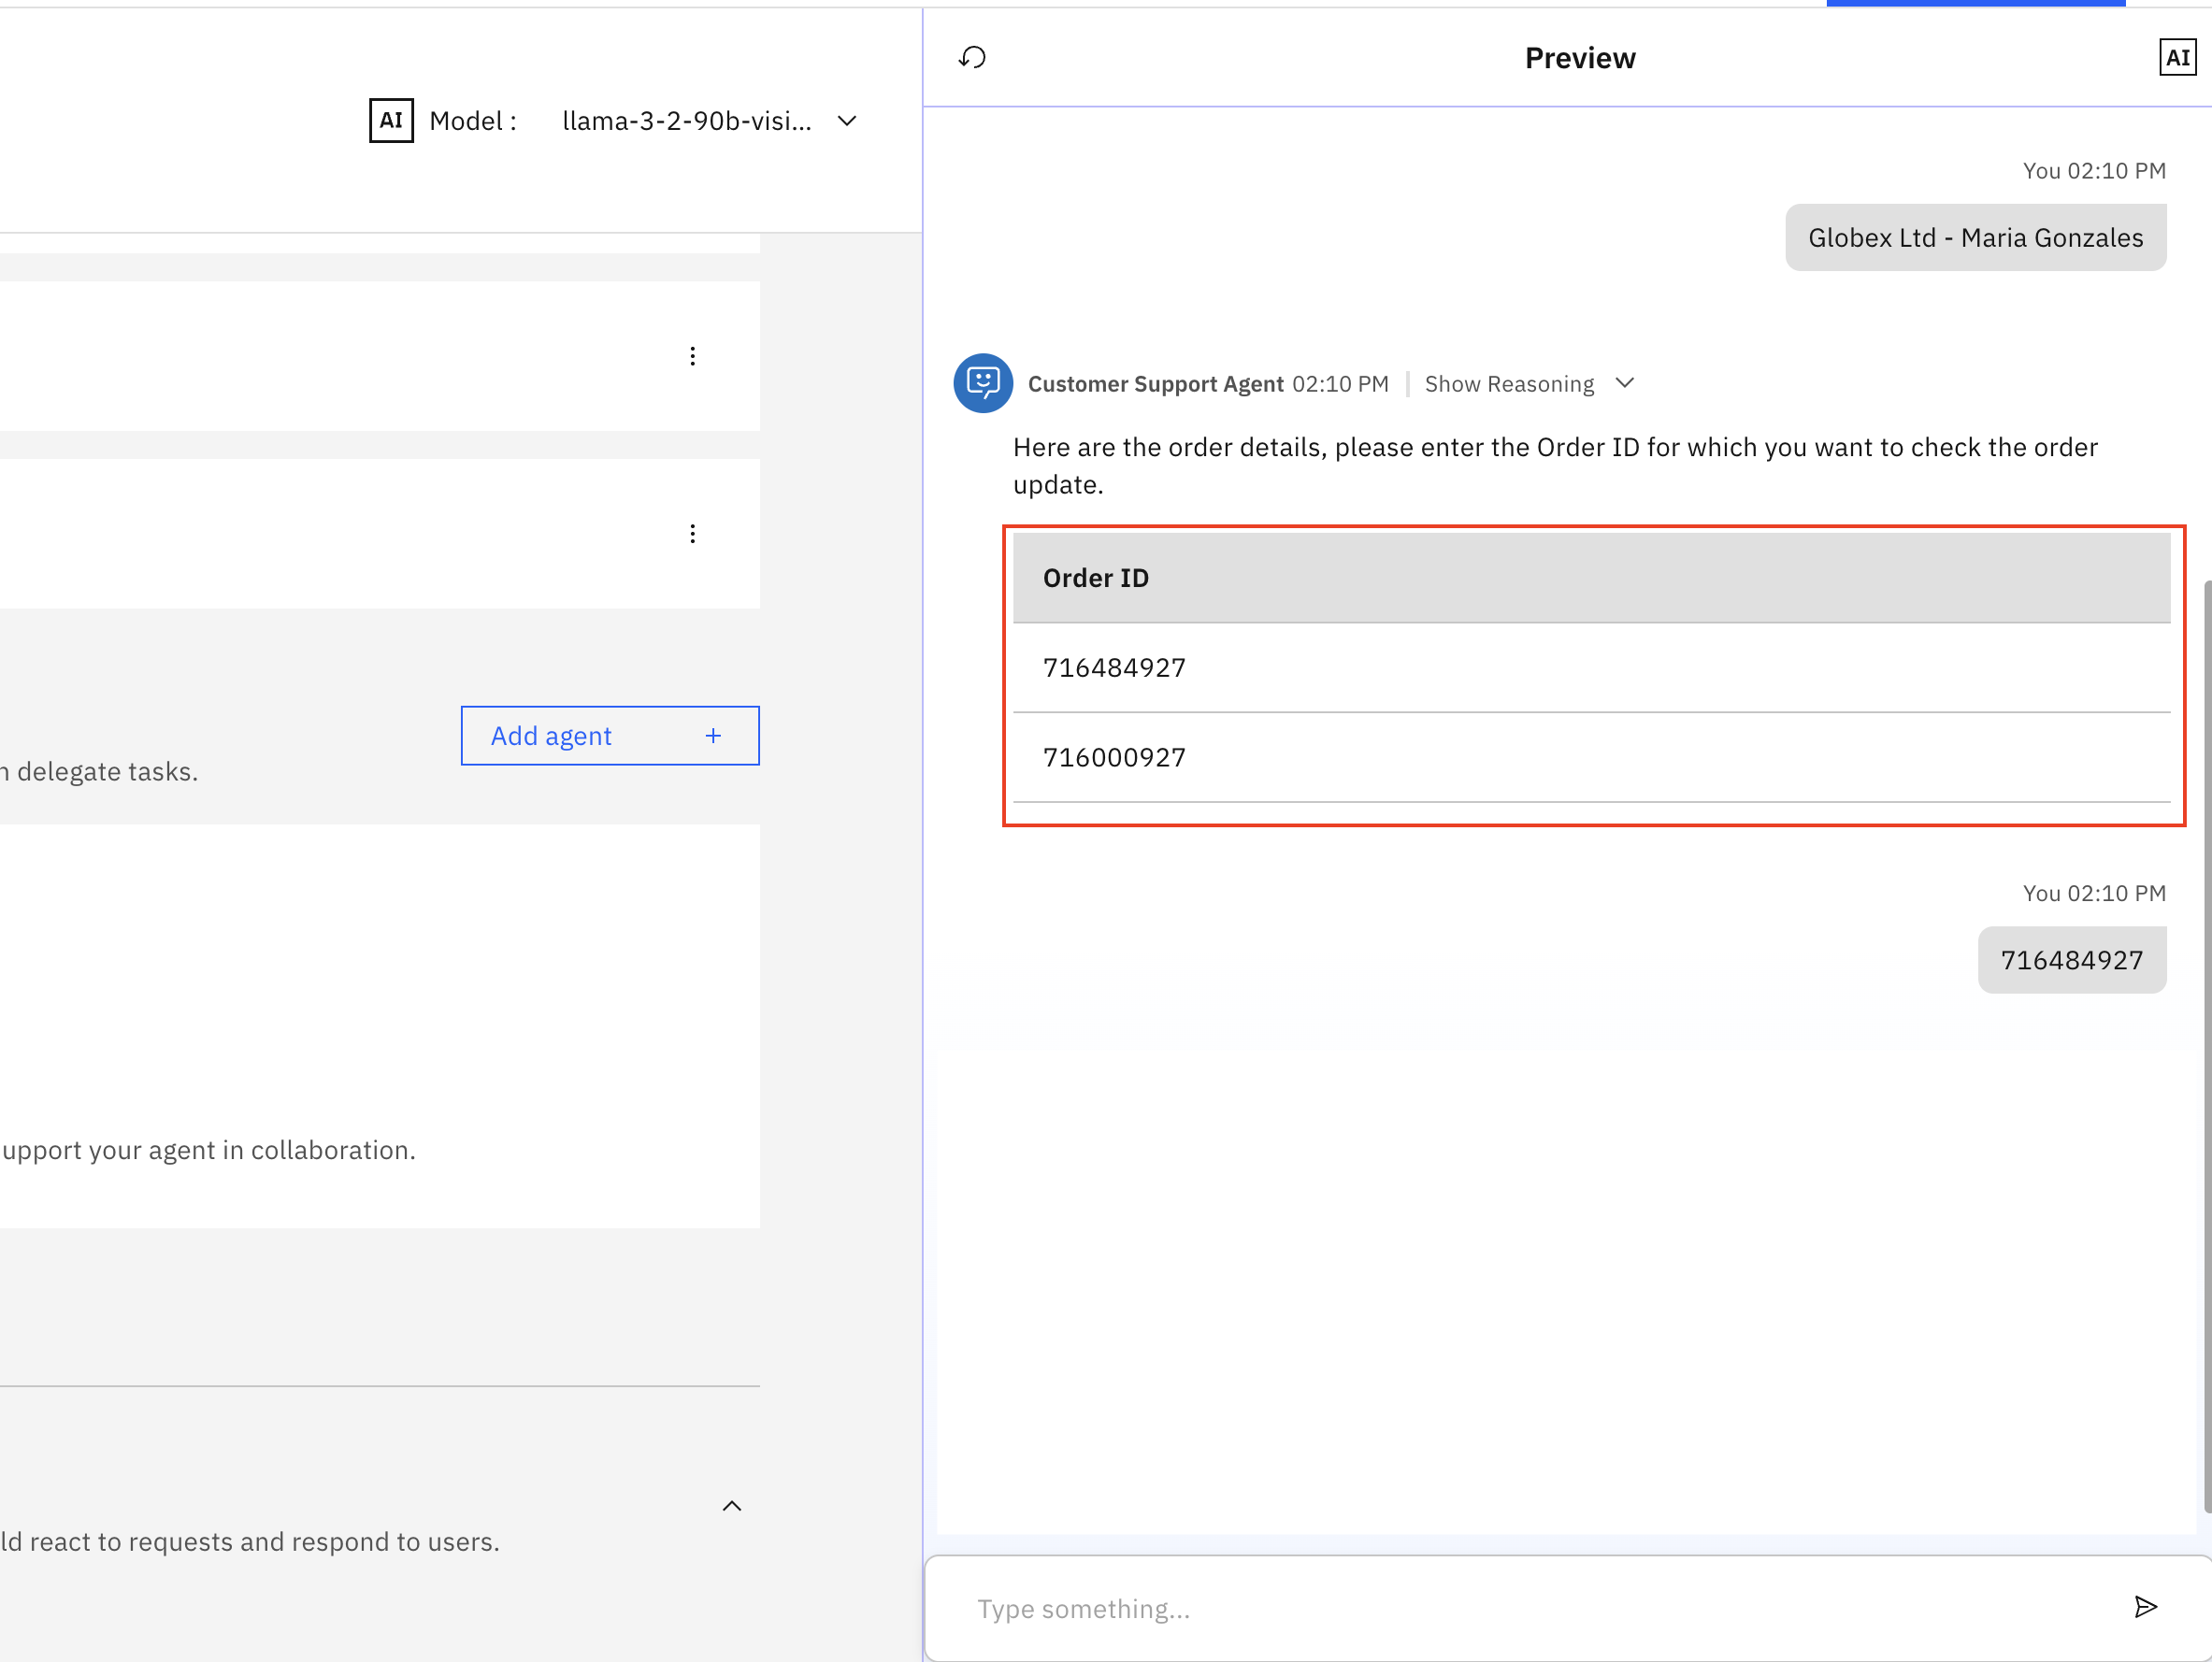 AI Model : llama-3-2-90b-visi...
Add agent +
delegate tasks.
upport your agent in collaboration.
ld react to requests and respond to users.
Preview
AI
You 02:10 PM
Globex Ltd - Maria Gonzales
Customer Support Agent 02:10 PM | Show Reasoning
Here are the order details, please enter the Order ID for which you want to check the order
update.
Order ID
716484927
716000927
You 02:10 PM
716484927
Type something...